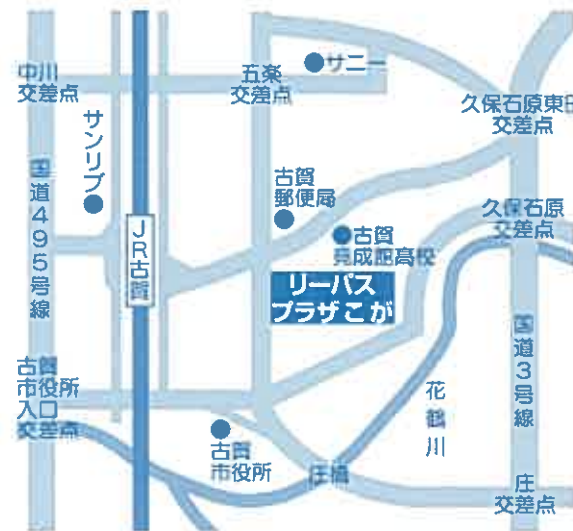 サニー
中川
交差点
五楽
交差点
久保石原東田
交差点
サンリブ
国道495号線
古賀
郵便局
久保石原
交差点
JR古賀
古賀
竟成館高校
リーパス
プラザこが
国道3号線
古賀
市役所
入口
交差点
花鶴川
古賀
市役所
庄橋
庄
交差点